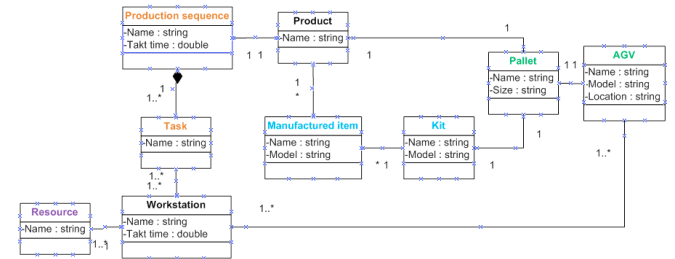 Production sequence
-Name : string
-Takt time : double
Product
-Name : string
1
1 1
1
Pallet
-Name : string
-Size : string
1 1
AGV
-Name : string
-Model : string
-Location : string
1
1..*
1
*
Task
-Name : string
Manufactured item
-Name : string
-Model : string
* 1
Kit
-Name : string
-Model : string
1
1
1..*
1..*
1..*
Workstation
-Name : string
-Takt time : double
1..*
Resource
-Name : string
1..*
1